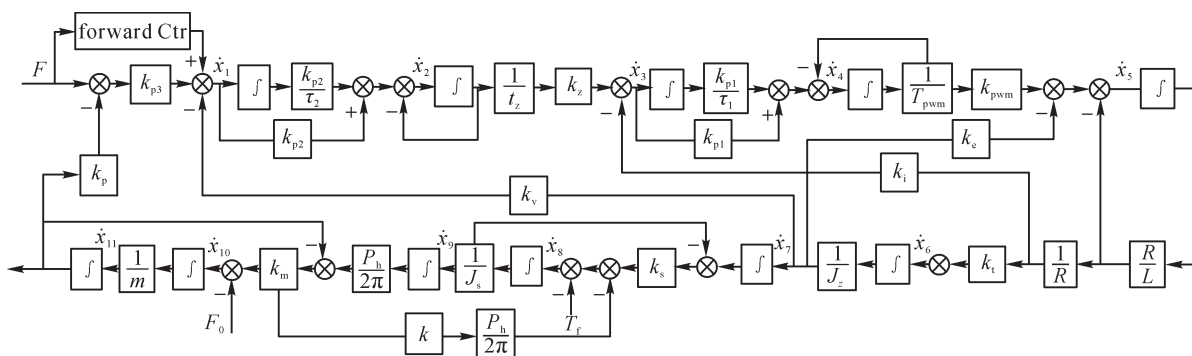 forward Ctr
F
k_p3
+
−
−
ẋ₁
∫
k_p2/τ₂
k_p2
+
ẋ₂
−
∫
1/t_z
k_z
ẋ₃
−
∫
k_p1/τ₁
k_p1
+
−
ẋ₄
∫
1/T_pwm
k_pwm
−
−
ẋ₅
∫
k_e
k_i
k_v
k_p
ẋ₁₁
∫
1/m
∫
ẋ₁₀
−
F₀
k_m
−
P_h/2π
∫
ẋ₉
1/J_s
∫
ẋ₈
−
T_f
−
k_s
−
∫
ẋ₇
1/J_z
∫
ẋ₆
k_t
1/R
R/L
k
P_h/2π